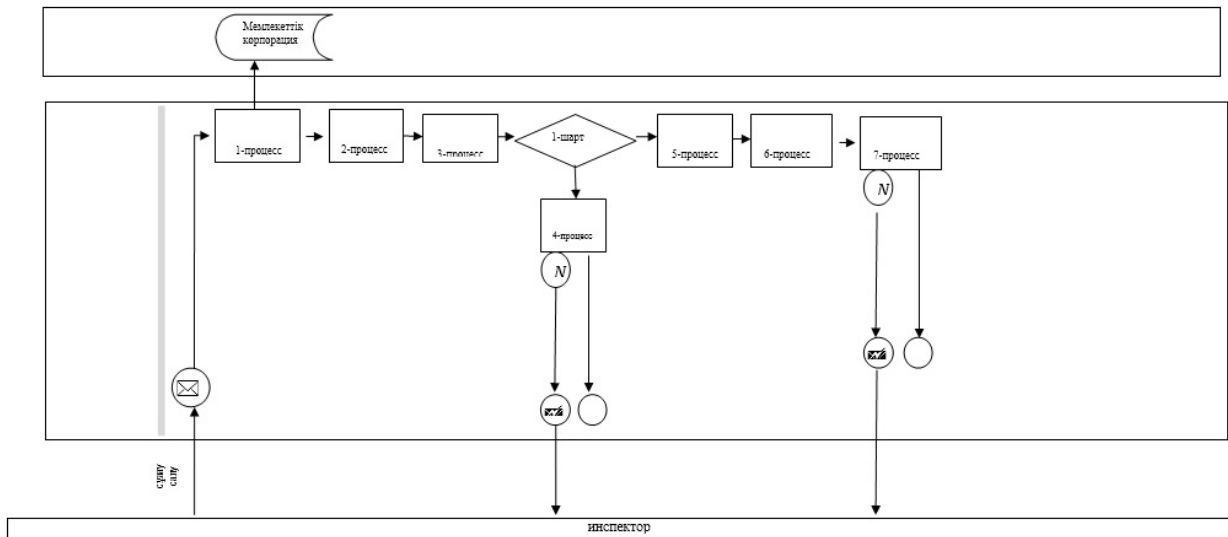 Мемлекеттік
корпорация
1-процесс
2-процесс
3-процесс
1-шарт
5-процесс
6-процесс
7-процесс
N
4-процесс
N
салу
инспектор